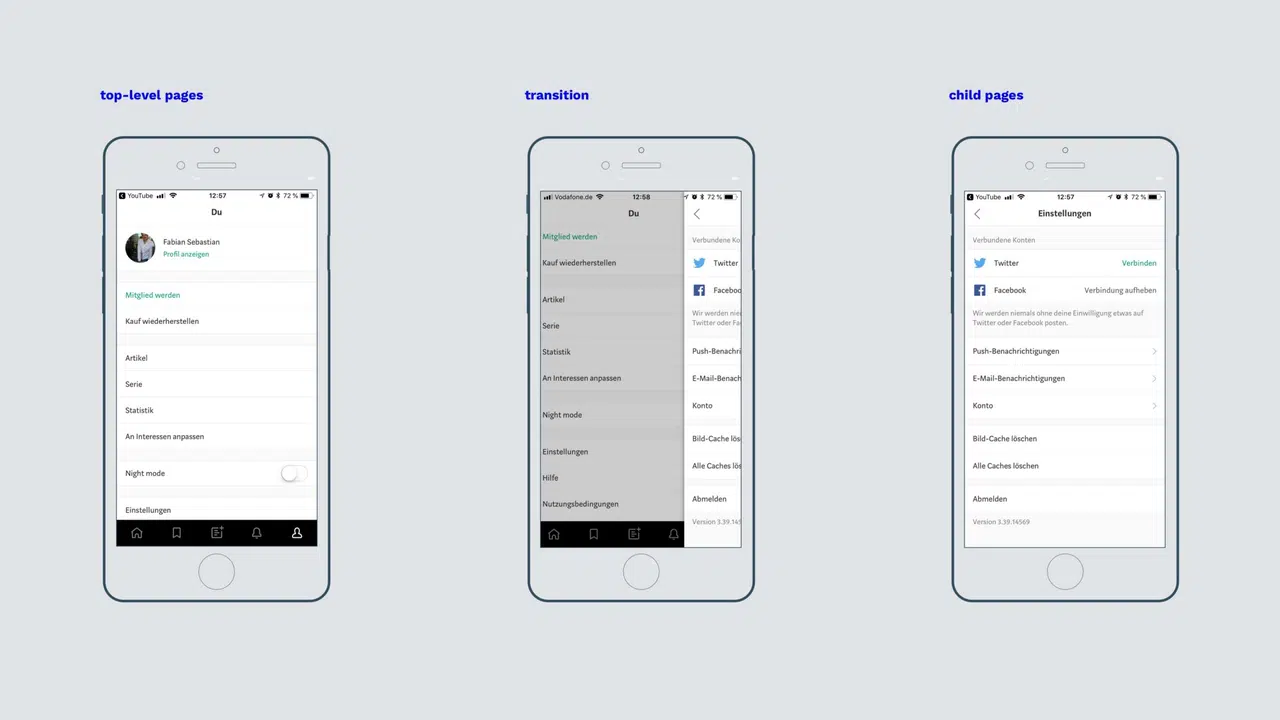 top-level pages
transition
child pages
YouTube 12:57 72 %
Du
Fabian Sebastian
Profil anzeigen
Mitglied werden
Kauf wiederherstellen
Artikel
Serie
Statistik
An Interessen anpassen
Night mode
Einstellungen
Vodafone.de 12:58 72 %
Du
Mitglied werden
Kauf wiederherstellen
Artikel
Serie
Statistik
An Interessen anpassen
Night mode
Einstellungen
Hilfe
Nutzungsbedingungen
Verbundene Ko
Twitter
Faceboo
Wir werden nie
Twitter oder Fa
Push-Benachri
E-Mail-Benach
Konto
Bild-Cache lös
Alle Caches lös
Abmelden
Version 3.39.145
YouTube 12:57 72 %
Einstellungen
Verbundene Konten
Twitter Verbinden
Facebook Verbindung aufheben
Wir werden niemals ohne deine Einwilligung etwas auf
Twitter oder Facebook posten.
Push-Benachrichtigungen
E-Mail-Benachrichtigungen
Konto
Bild-Cache löschen
Alle Caches löschen
Abmelden
Version 3.39.14569